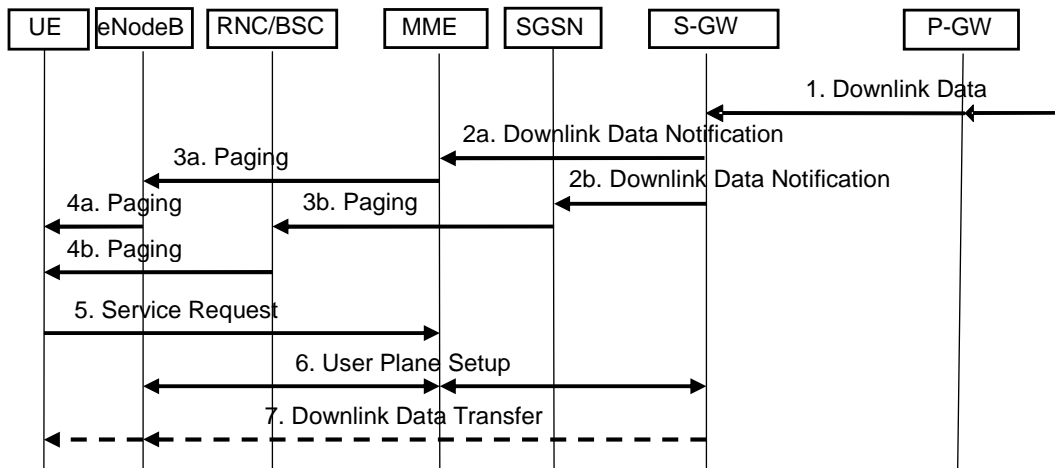 UE
eNodeB
RNC/BSC
MME
SGSN
S-GW
P-GW
1. Downlink Data
2a. Downlink Data Notification
3a. Paging
2b. Downlink Data Notification
4a. Paging
3b. Paging
4b. Paging
5. Service Request
6. User Plane Setup
7. Downlink Data Transfer